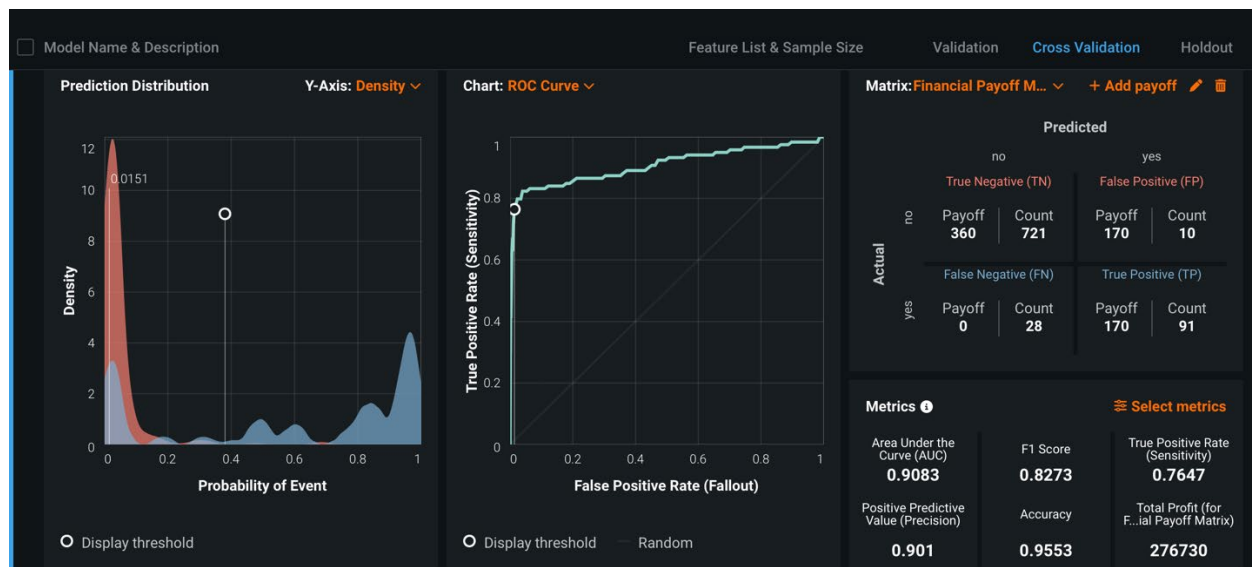 Model Name & Description Feature List & Sample Size Validation Cross Validation Holdout
Prediction Distribution Y-Axis: Density
12
10
8
6
4
2
0
0.0151
Density
0 0.2 0.4 0.6 0.8 1
Probability of Event
Display threshold
Chart: ROC Curve
1
0.8
0.6
0.4
0.2
0
True Positive Rate (Sensitivity)
0 0.2 0.4 0.6 0.8 1
False Positive Rate (Fallout)
Display threshold Random
Matrix:Financial Payoff M... + Add payoff
Predicted
no yes
Actual
no
True Negative (TN) False Positive (FP)
Payoff Count Payoff Count
360 721 170 10
yes
False Negative (FN) True Positive (TP)
Payoff Count Payoff Count
0 28 170 91
Metrics Select metrics
Area Under the
Curve (AUC)
0.9083
F1 Score
0.8273
True Positive Rate
(Sensitivity)
0.7647
Positive Predictive
Value (Precision)
0.901
Accuracy
0.9553
Total Profit (for
F...ial Payoff Matrix)
276730